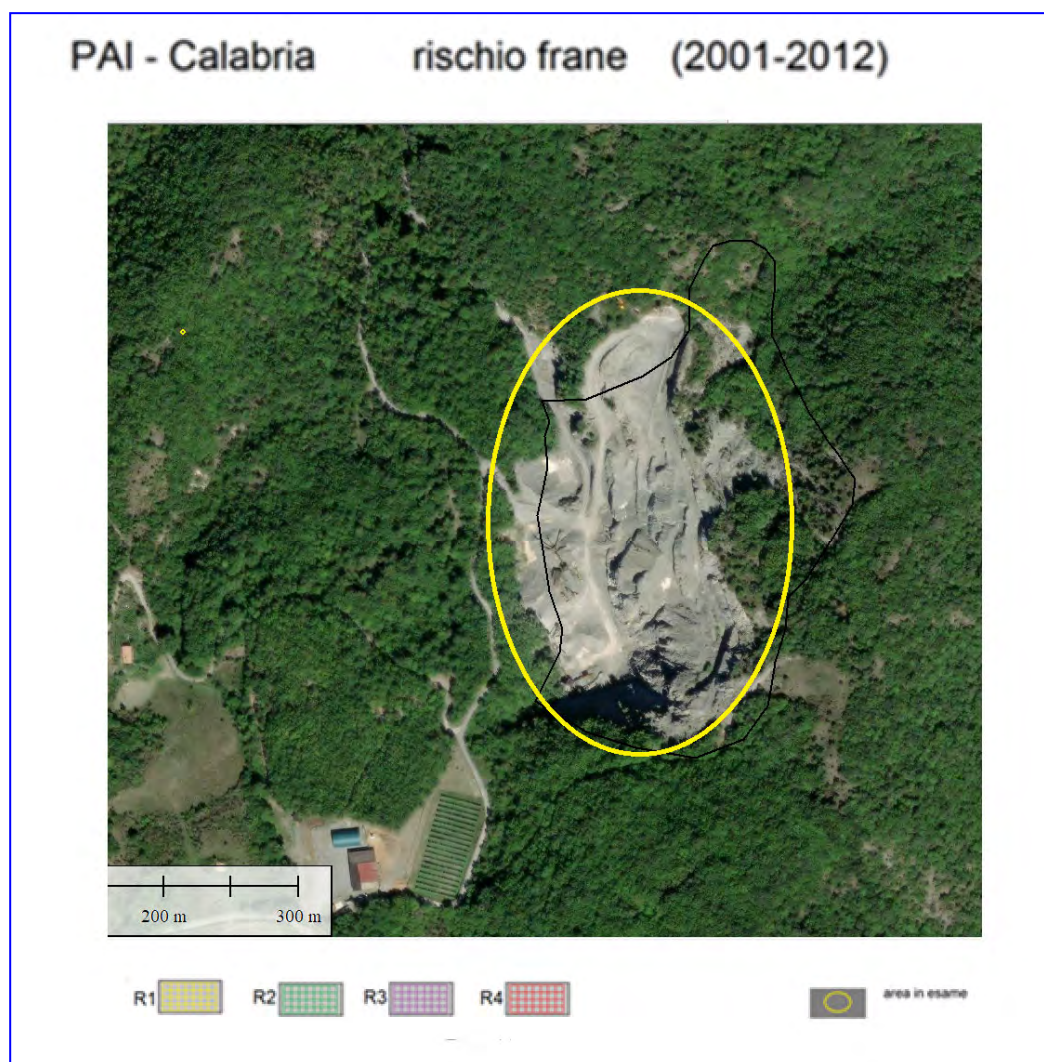 PAI - Calabria rischio frane (2001-2012)
200 m 300 m
R1 R2 R3 R4 area in esame